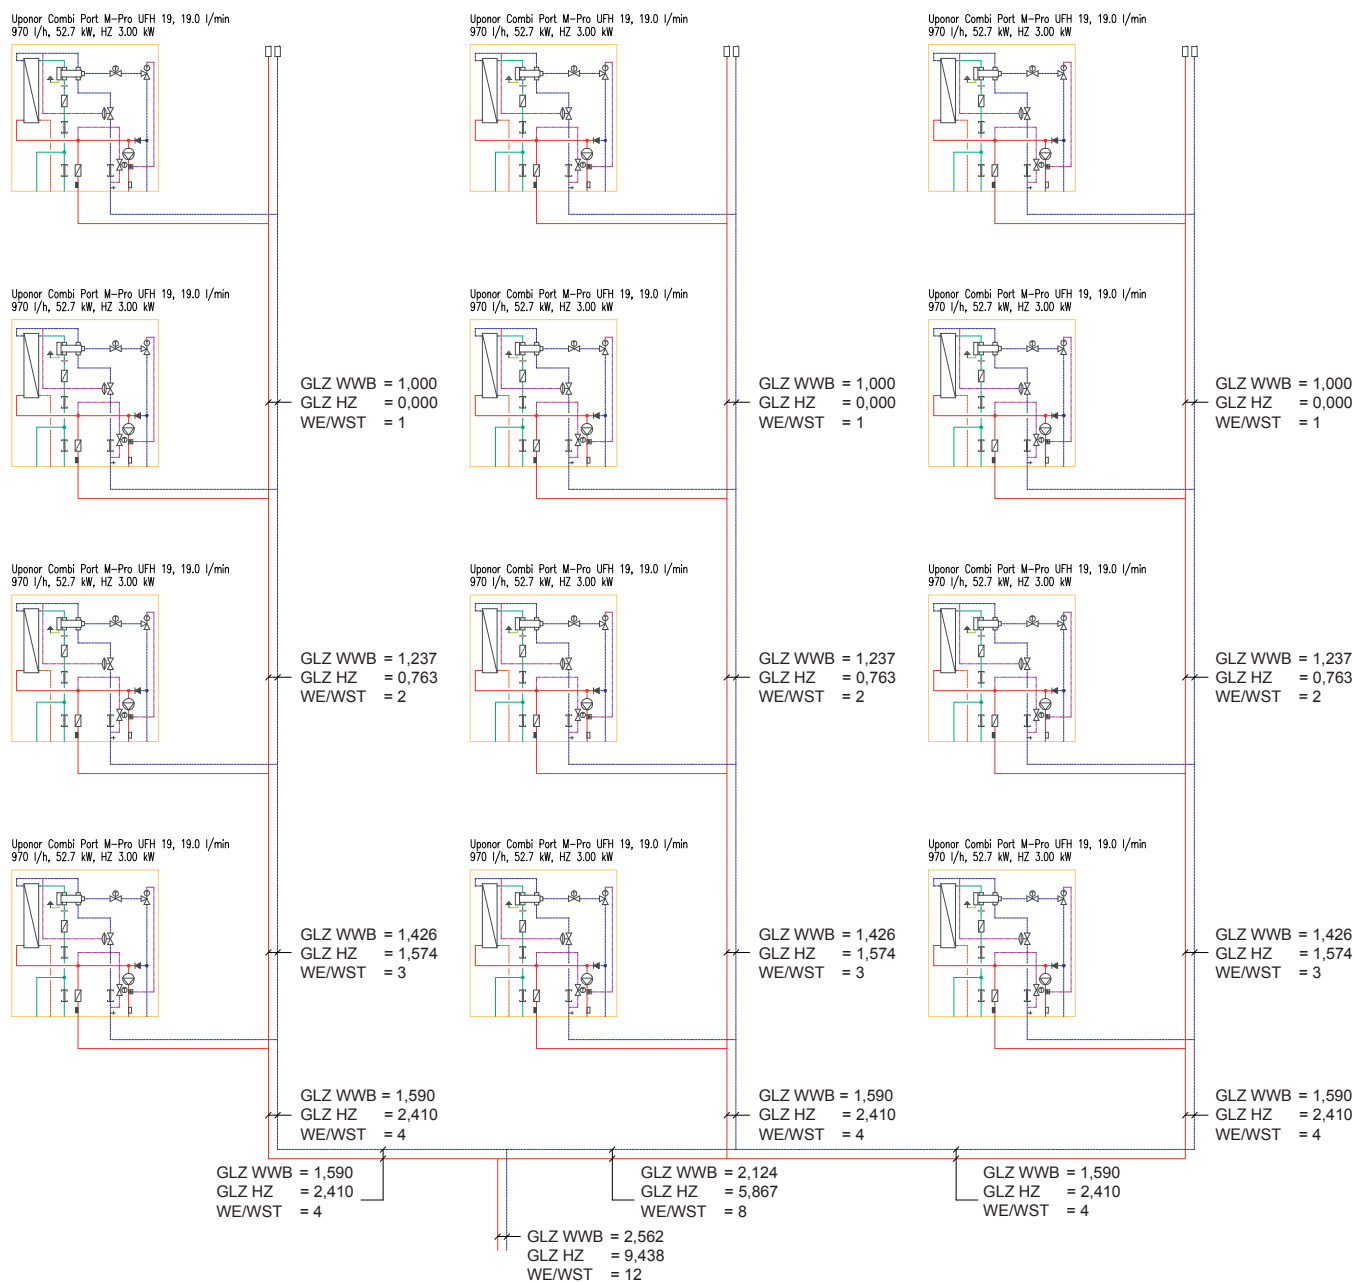 Uponor Combi Port M-Pro UFH 19, 19.0 l/min
970 l/h, 52.7 kW, HZ 3.00 kW
Uponor Combi Port M-Pro UFH 19, 19.0 l/min
970 l/h, 52.7 kW, HZ 3.00 kW
Uponor Combi Port M-Pro UFH 19, 19.0 l/min
970 l/h, 52.7 kW, HZ 3.00 kW
Uponor Combi Port M-Pro UFH 19, 19.0 l/min
970 l/h, 52.7 kW, HZ 3.00 kW
Uponor Combi Port M-Pro UFH 19, 19.0 l/min
970 l/h, 52.7 kW, HZ 3.00 kW
Uponor Combi Port M-Pro UFH 19, 19.0 l/min
970 l/h, 52.7 kW, HZ 3.00 kW
GLZ WWB = 1,000
GLZ HZ = 0,000
WE/WST = 1
GLZ WWB = 1,000
GLZ HZ = 0,000
WE/WST = 1
GLZ WWB = 1,000
GLZ HZ = 0,000
WE/WST = 1
Uponor Combi Port M-Pro UFH 19, 19.0 l/min
970 l/h, 52.7 kW, HZ 3.00 kW
Uponor Combi Port M-Pro UFH 19, 19.0 l/min
970 l/h, 52.7 kW, HZ 3.00 kW
Uponor Combi Port M-Pro UFH 19, 19.0 l/min
970 l/h, 52.7 kW, HZ 3.00 kW
GLZ WWB = 1,237
GLZ HZ = 0,763
WE/WST = 2
GLZ WWB = 1,237
GLZ HZ = 0,763
WE/WST = 2
GLZ WWB = 1,237
GLZ HZ = 0,763
WE/WST = 2
Uponor Combi Port M-Pro UFH 19, 19.0 l/min
970 l/h, 52.7 kW, HZ 3.00 kW
Uponor Combi Port M-Pro UFH 19, 19.0 l/min
970 l/h, 52.7 kW, HZ 3.00 kW
Uponor Combi Port M-Pro UFH 19, 19.0 l/min
970 l/h, 52.7 kW, HZ 3.00 kW
GLZ WWB = 1,426
GLZ HZ = 1,574
WE/WST = 3
GLZ WWB = 1,426
GLZ HZ = 1,574
WE/WST = 3
GLZ WWB = 1,426
GLZ HZ = 1,574
WE/WST = 3
GLZ WWB = 1,590
GLZ HZ = 2,410
WE/WST = 4
GLZ WWB = 1,590
GLZ HZ = 2,410
WE/WST = 4
GLZ WWB = 1,590
GLZ HZ = 2,410
WE/WST = 4
GLZ WWB = 1,590
GLZ HZ = 2,410
WE/WST = 4
GLZ WWB = 2,124
GLZ HZ = 5,867
WE/WST = 8
GLZ WWB = 1,590
GLZ HZ = 2,410
WE/WST = 4
GLZ WWB = 2,562
GLZ HZ = 9,438
WE/WST = 12